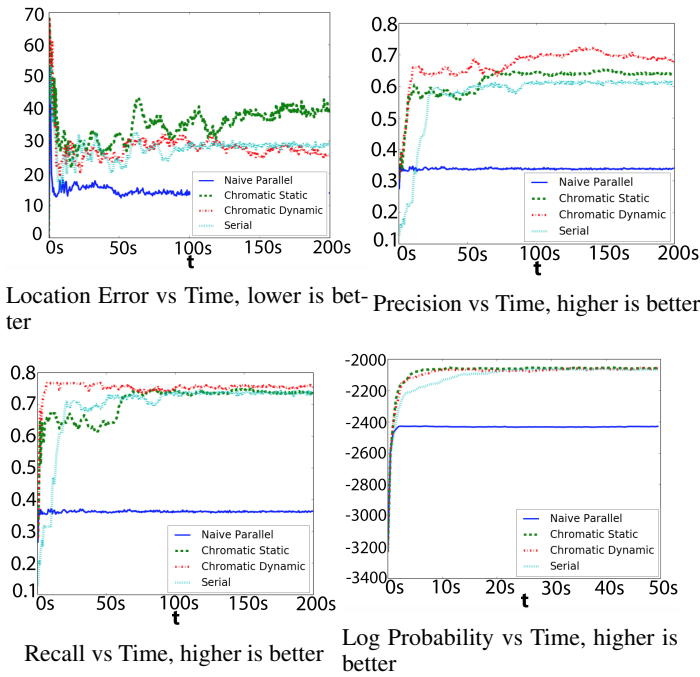 70
60
50
40
30
20
10
0
0s 50s 100s 150s 200s
t
Naive Parallel
Chromatic Static
Chromatic Dynamic
Serial
Location Error vs Time, lower is bet-
ter
0.8
0.7
0.6
0.5
0.4
0.3
0.2
0.1
0s 50s 100s 150s 200s
t
Naive Parallel
Chromatic Static
Chromatic Dynamic
Serial
Precision vs Time, higher is better
0.8
0.7
0.6
0.5
0.4
0.3
0.2
0.1
0s 50s 100s 150s 200s
t
Naive Parallel
Chromatic Static
Chromatic Dynamic
Serial
Recall vs Time, higher is better
-2000
-2200
-2400
-2600
-2800
-3000
-3200
-3400
0s 10s 20s 30s 40s 50s
t
Naive Parallel
Chromatic Static
Chromatic Dynamic
Serial
Log Probability vs Time, higher is
better